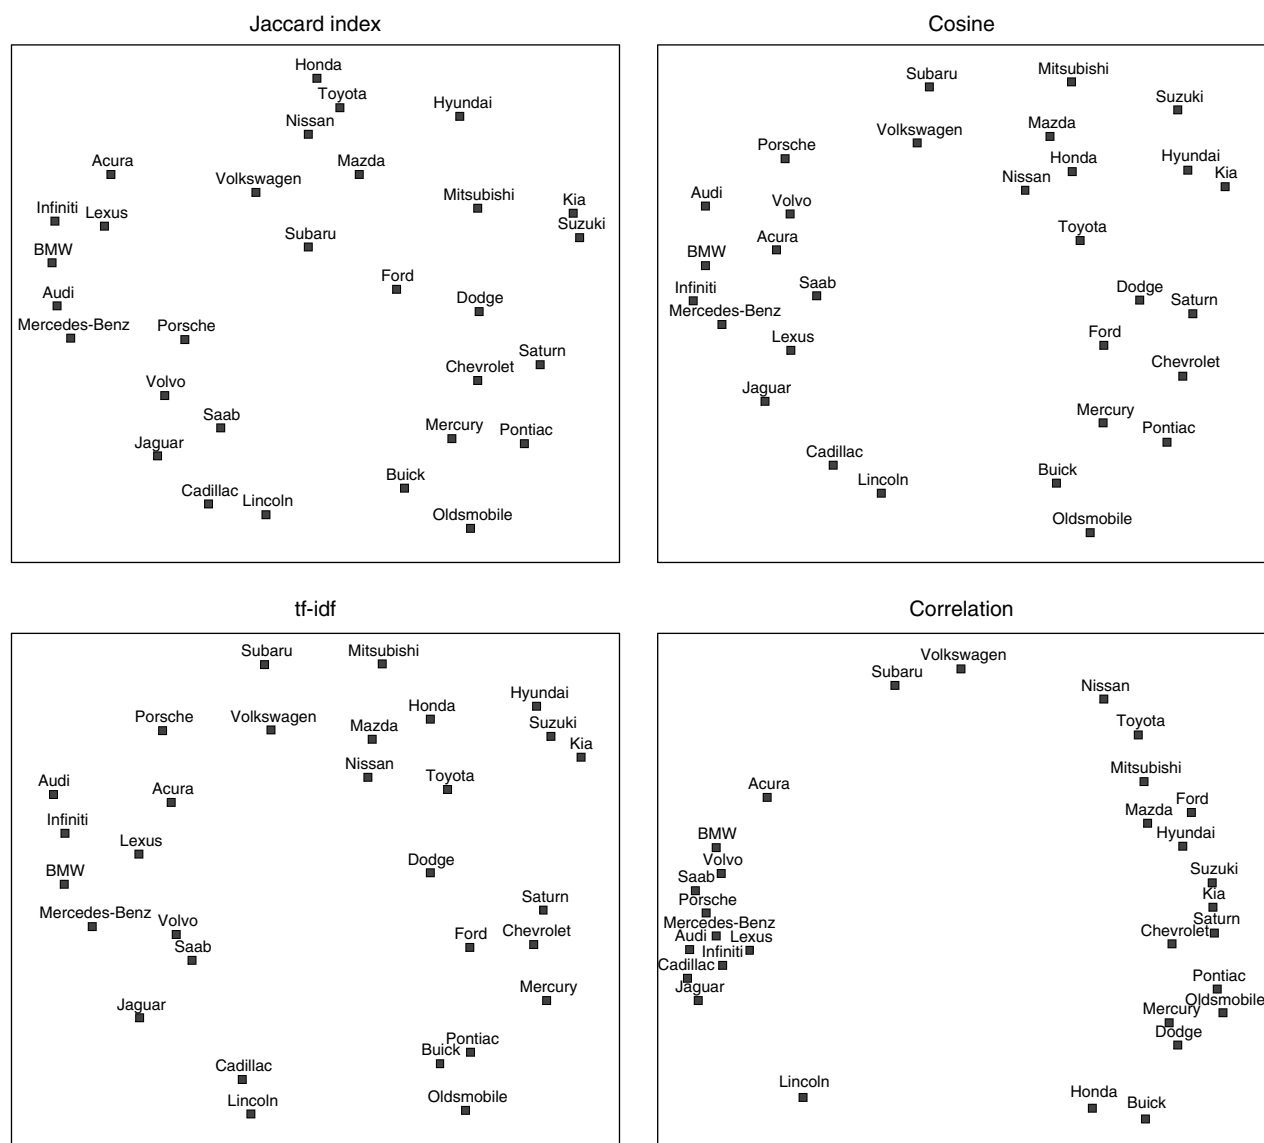 Jaccard index
Honda
Toyota
Hyundai
Nissan
Acura
Mazda
Volkswagen
Mitsubishi
Kia
Infiniti
Lexus
Suzuki
Subaru
BMW
Ford
Audi
Dodge
Mercedes-Benz
Porsche
Saturn
Chevrolet
Volvo
Saab
Mercury
Pontiac
Jaguar
Buick
Cadillac
Lincoln
Oldsmobile
Cosine
Mitsubishi
Subaru
Suzuki
Mazda
Volkswagen
Porsche
Honda
Hyundai
Kia
Nissan
Audi
Volvo
Toyota
Acura
BMW
Saab
Infiniti
Dodge
Saturn
Mercedes-Benz
Ford
Lexus
Chevrolet
Jaguar
Mercury
Pontiac
Cadillac
Buick
Lincoln
Oldsmobile
tf-idf
Subaru
Mitsubishi
Hyundai
Honda
Porsche
Volkswagen
Suzuki
Mazda
Kia
Nissan
Toyota
Audi
Acura
Infiniti
Lexus
Dodge
BMW
Saturn
Mercedes-Benz
Volvo
Chevrolet
Ford
Saab
Mercury
Jaguar
Pontiac
Buick
Cadillac
Oldsmobile
Lincoln
Correlation
Volkswagen
Subaru
Nissan
Toyota
Mitsubishi
Acura
Ford
Mazda
Hyundai
BMW
Volvo
Suzuki
Saab
Kia
Porsche
Saturn
Mercedes-Benz
Chevrolet
Audi
Lexus
Infiniti
Cadillac
Pontiac
Jaguar
Oldsmobile
Mercury
Dodge
Lincoln
Honda
Buick